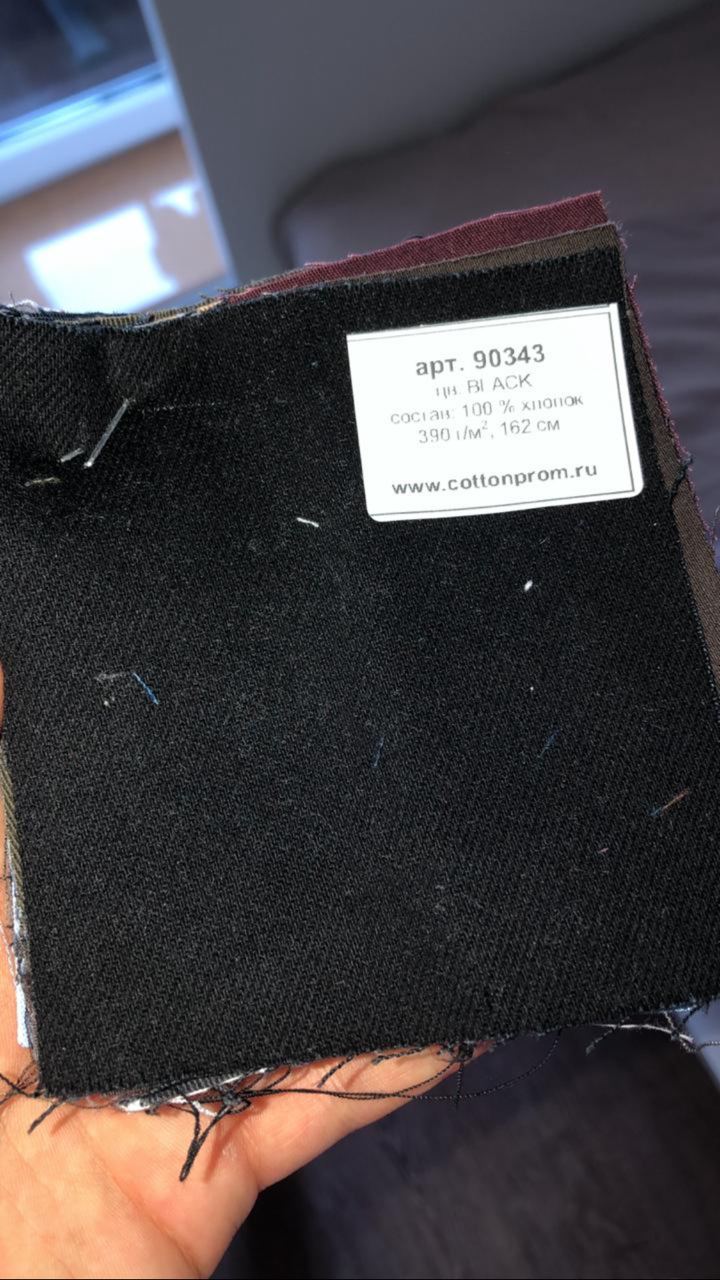 арт. 90343
цв. BLACK
состав: 100 % хлопок
390 г/м², 162 см
www.cottonprom.ru